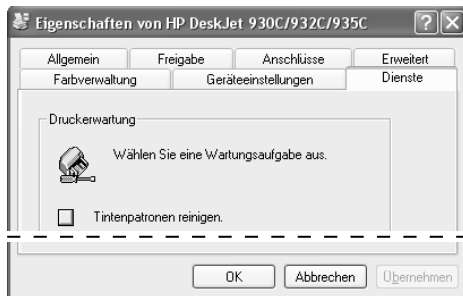 Eigenschaften von HP DeskJet 930C/932C/935C
Allgemein Freigabe Anschlüsse Erweitert
Farbverwaltung Geräteeinstellungen Dienste
Druckerwartung
Wählen Sie eine Wartungsaufgabe aus.
Tintenpatronen reinigen.
OK Abbrechen Übernehmen